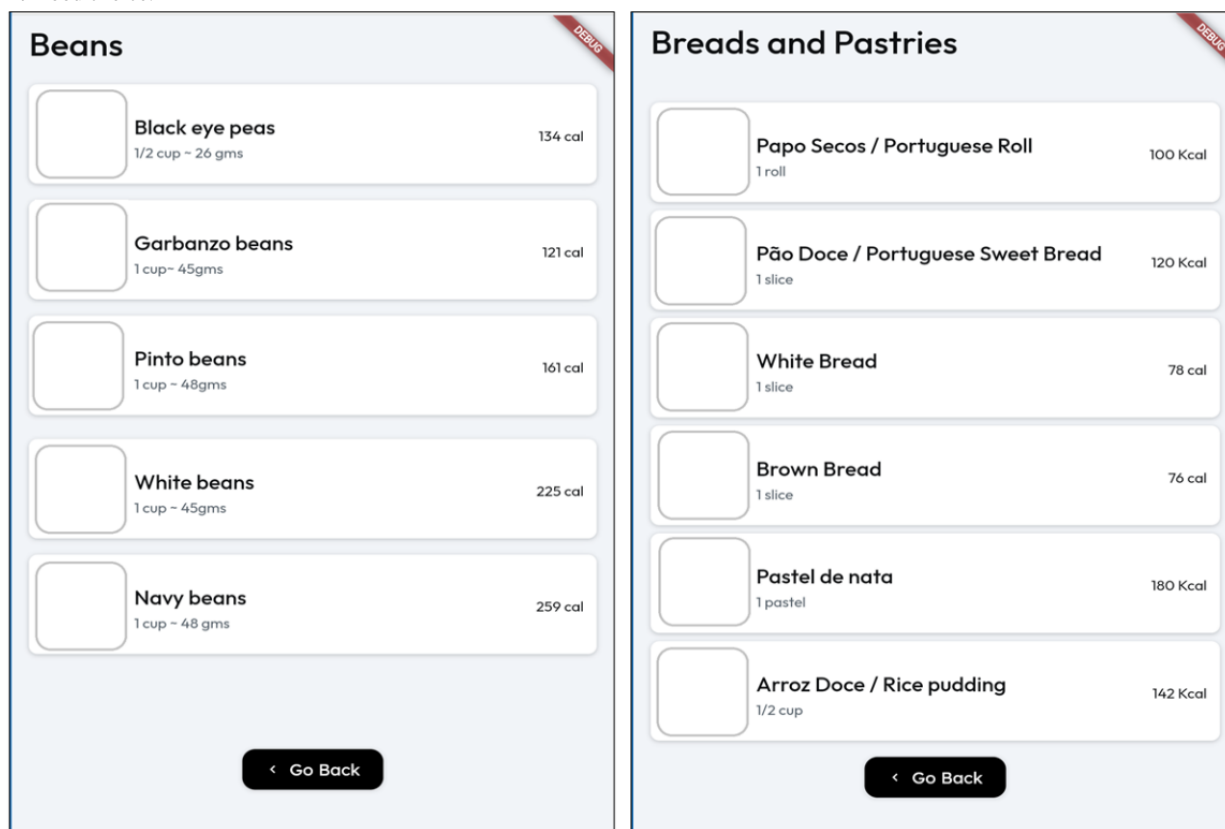 Beans
DEBUG
Black eye peas
1/2 cup ~ 26 gms
134 cal
Garbanzo beans
1 cup~ 45gms
121 cal
Pinto beans
1 cup ~ 48gms
161 cal
White beans
1 cup ~ 45gms
225 cal
Navy beans
1 cup ~ 48 gms
259 cal
< Go Back
Breads and Pastries
DEBUG
Papo Secos / Portuguese Roll
1 roll
100 Kcal
Pão Doce / Portuguese Sweet Bread
1 slice
120 Kcal
White Bread
1 slice
78 cal
Brown Bread
1 slice
76 cal
Pastel de nata
1 pastel
180 Kcal
Arroz Doce / Rice pudding
1/2 cup
142 Kcal
< Go Back